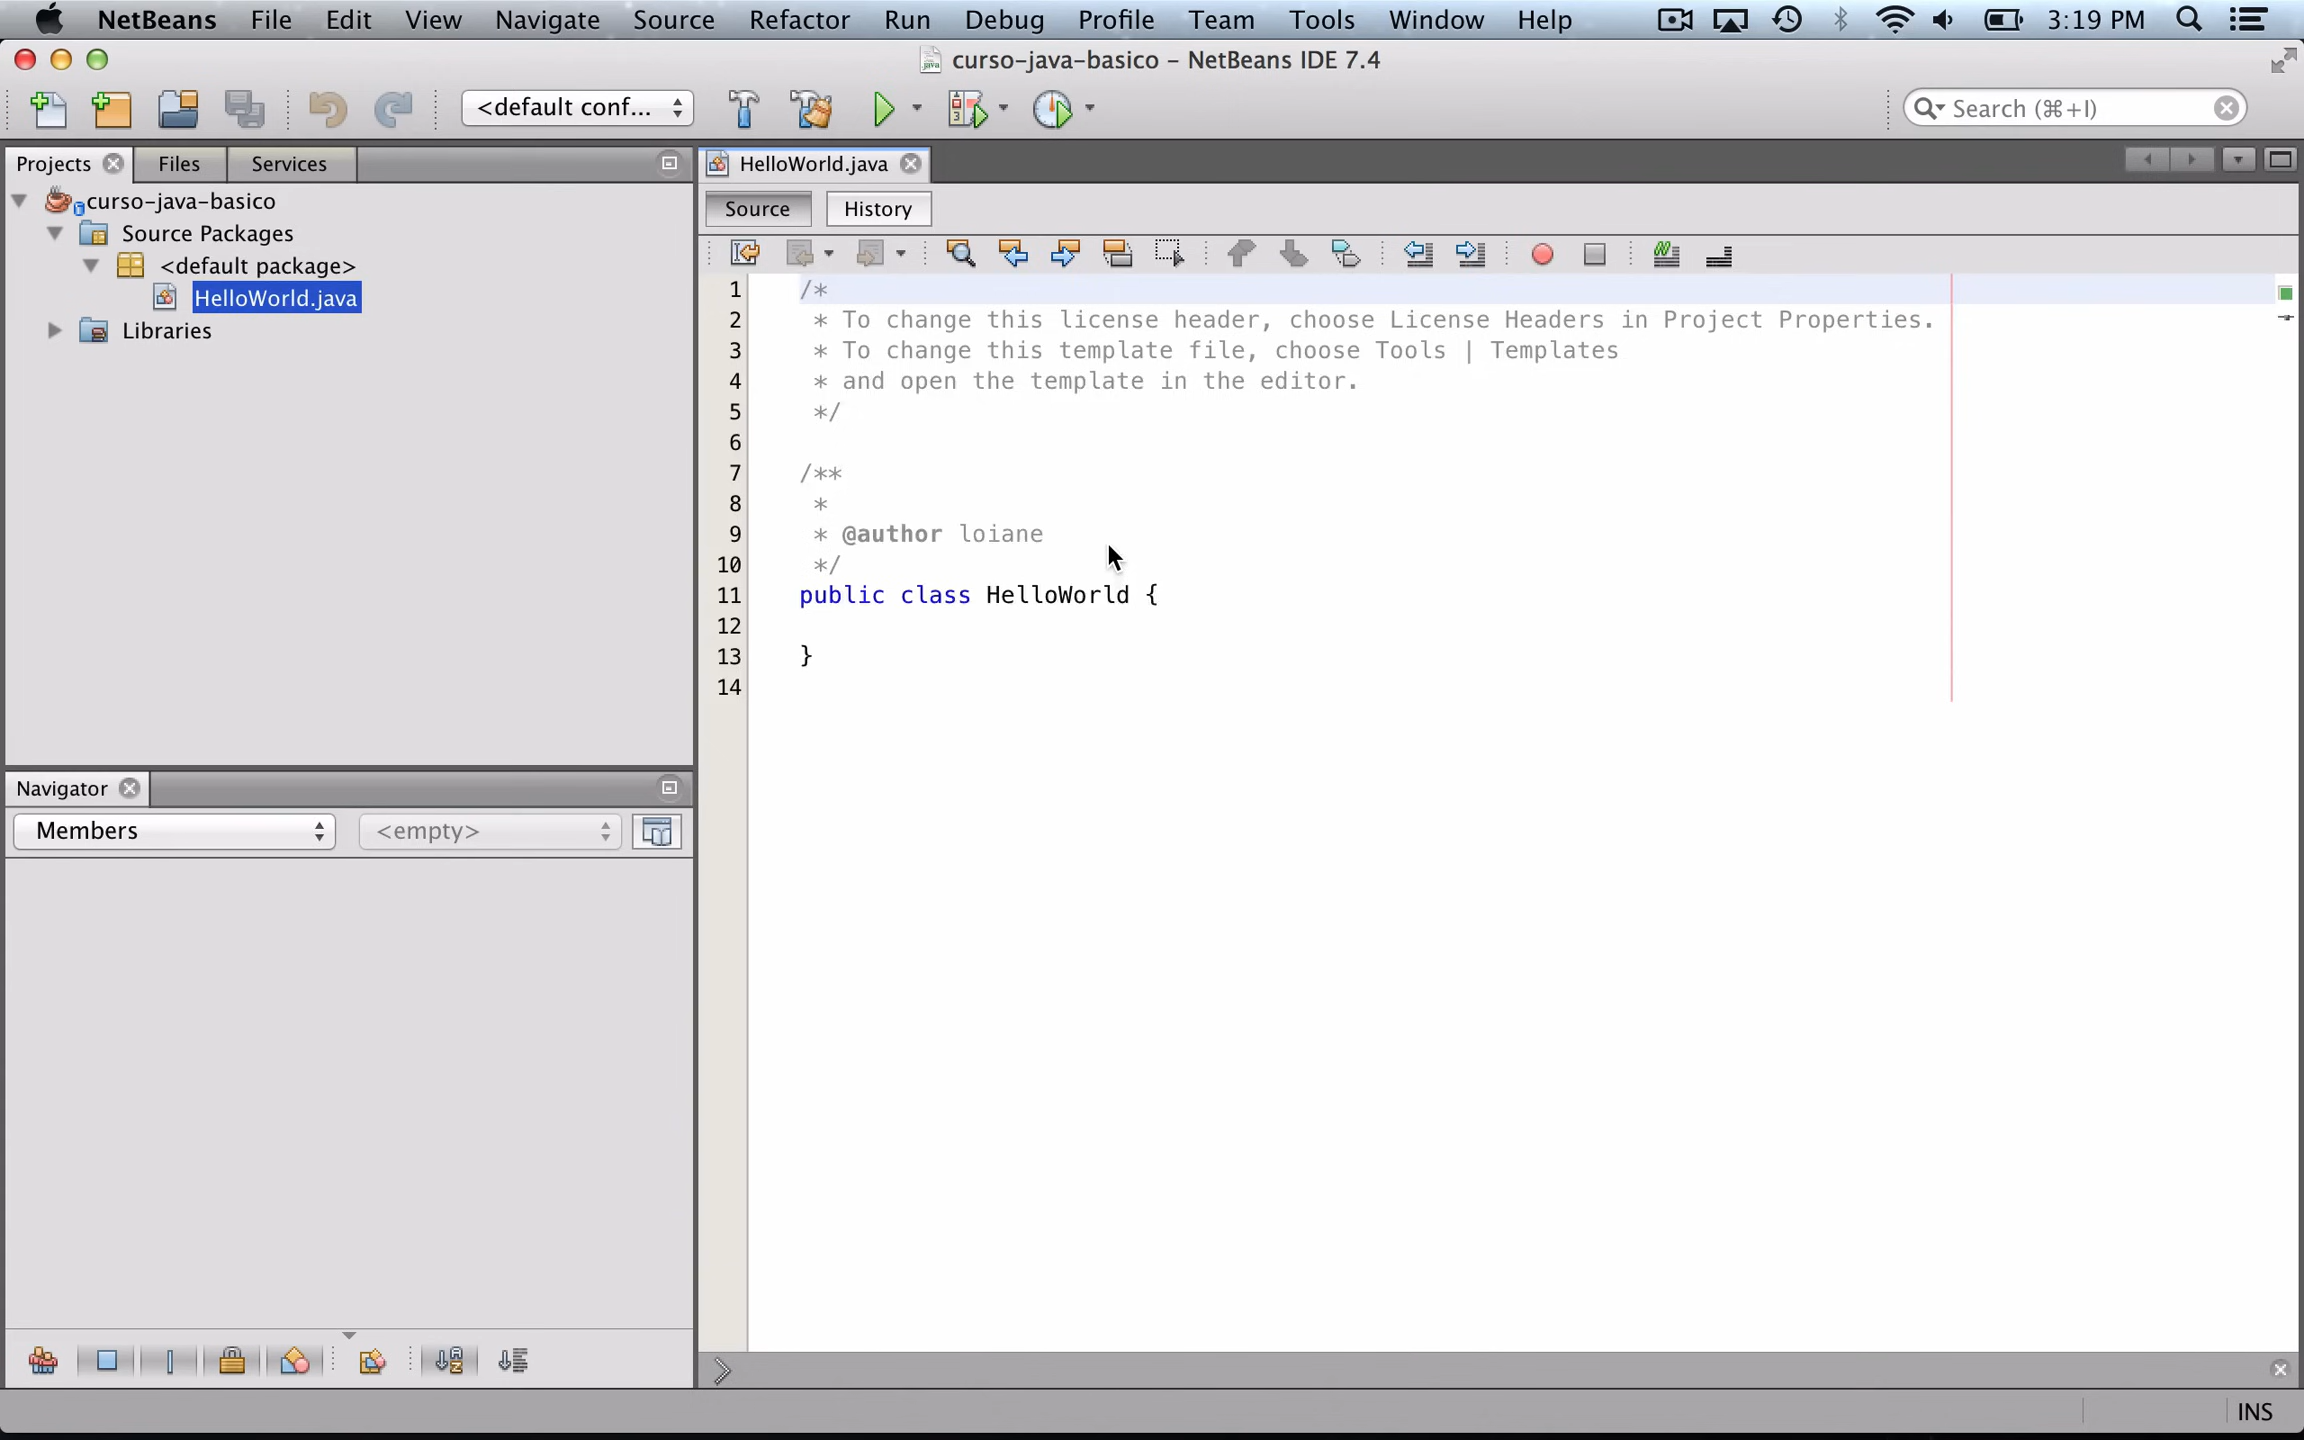 NetBeans File Edit View Navigate Source Refactor Run Debug Profile Team Tools Window Help 3:19 PM
curso-java-basico – NetBeans IDE 7.4
<default conf... Search (⌘+I)
Projects Files Services
curso-java-basico
Source Packages
<default package>
HelloWorld.java
Libraries
Navigator
Members <empty>
HelloWorld.java
Source History
1 /*
2 * To change this license header, choose License Headers in Project Properties.
3 * To change this template file, choose Tools | Templates
4 * and open the template in the editor.
5 */
6
7 /**
8 *
9 * @author loiane
10 */
11 public class HelloWorld {
12
13 }
14
INS